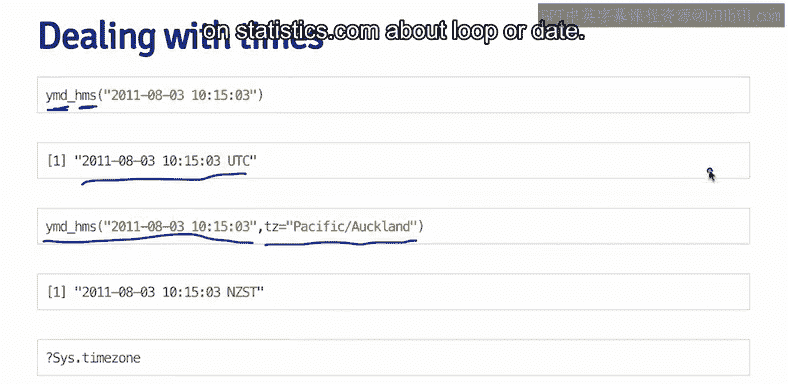 on statistics.com about loop or date.
Dealing with times
ymd_hms("2011-08-03 10:15:03")
[1] "2011-08-03 10:15:03 UTC"
ymd_hms("2011-08-03 10:15:03",tz="Pacific/Auckland")
[1] "2011-08-03 10:15:03 NZST"
?Sys.timezone